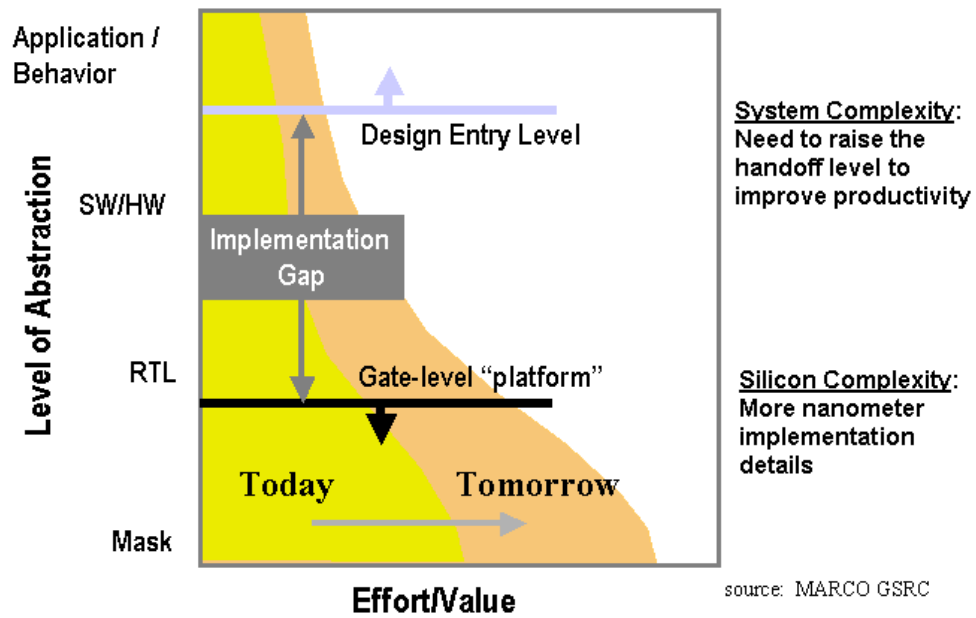 Application /
Behavior
Design Entry Level
System Complexity:
Need to raise the
handoff level to
improve productivity
Level of Abstraction
SW/HW
Implementation
Gap
RTL
Gate-level “platform”
Silicon Complexity:
More nanometer
implementation
details
Today
Tomorrow
Mask
Effort/Value
source: MARCO GSRC